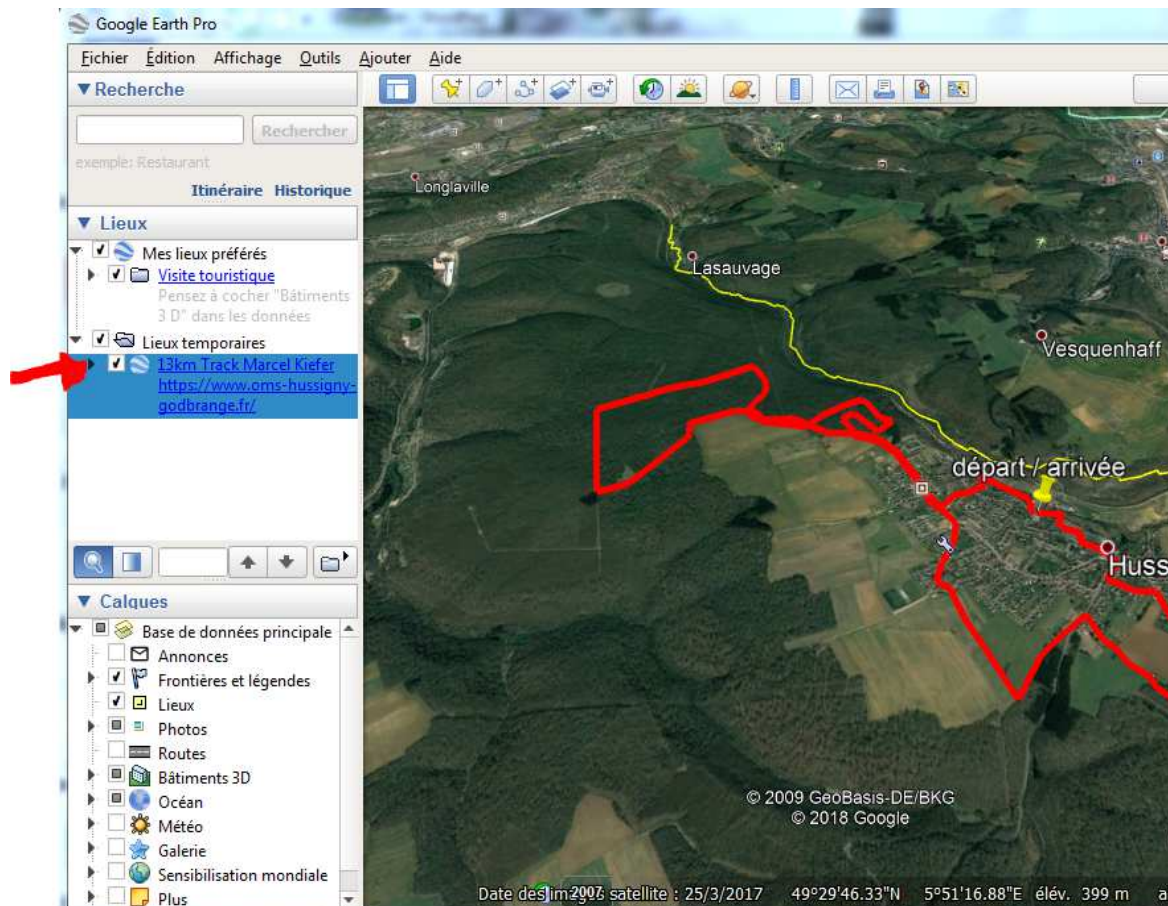 Google Earth Pro
Fichier Édition Affichage Outils Ajouter Aide
Recherche
Rechercher
exemple: Restaurant
Itinéraire Historique
Lieux
Mes lieux préférés
Visite touristique
Pensez à cocher "Bâtiments
3 D" dans les données
Lieux temporaires
13km Track Marcel Kiefer
https://www.oms-hussigny-
godbrange.fr/
Calques
Base de données principale
Annonces
Frontières et légendes
Lieux
Photos
Routes
Bâtiments 3D
Océan
Météo
Galerie
Sensibilisation mondiale
Plus
Longlaville
Lasauvage
Vesquenhaff
départ / arrivée
Huss
© 2009 GeoBasis-DE/BKG
© 2018 Google
2007
Date des images satellite : 25/3/2017 49°29'46.33"N 5°51'16.88"E élév. 399 m a